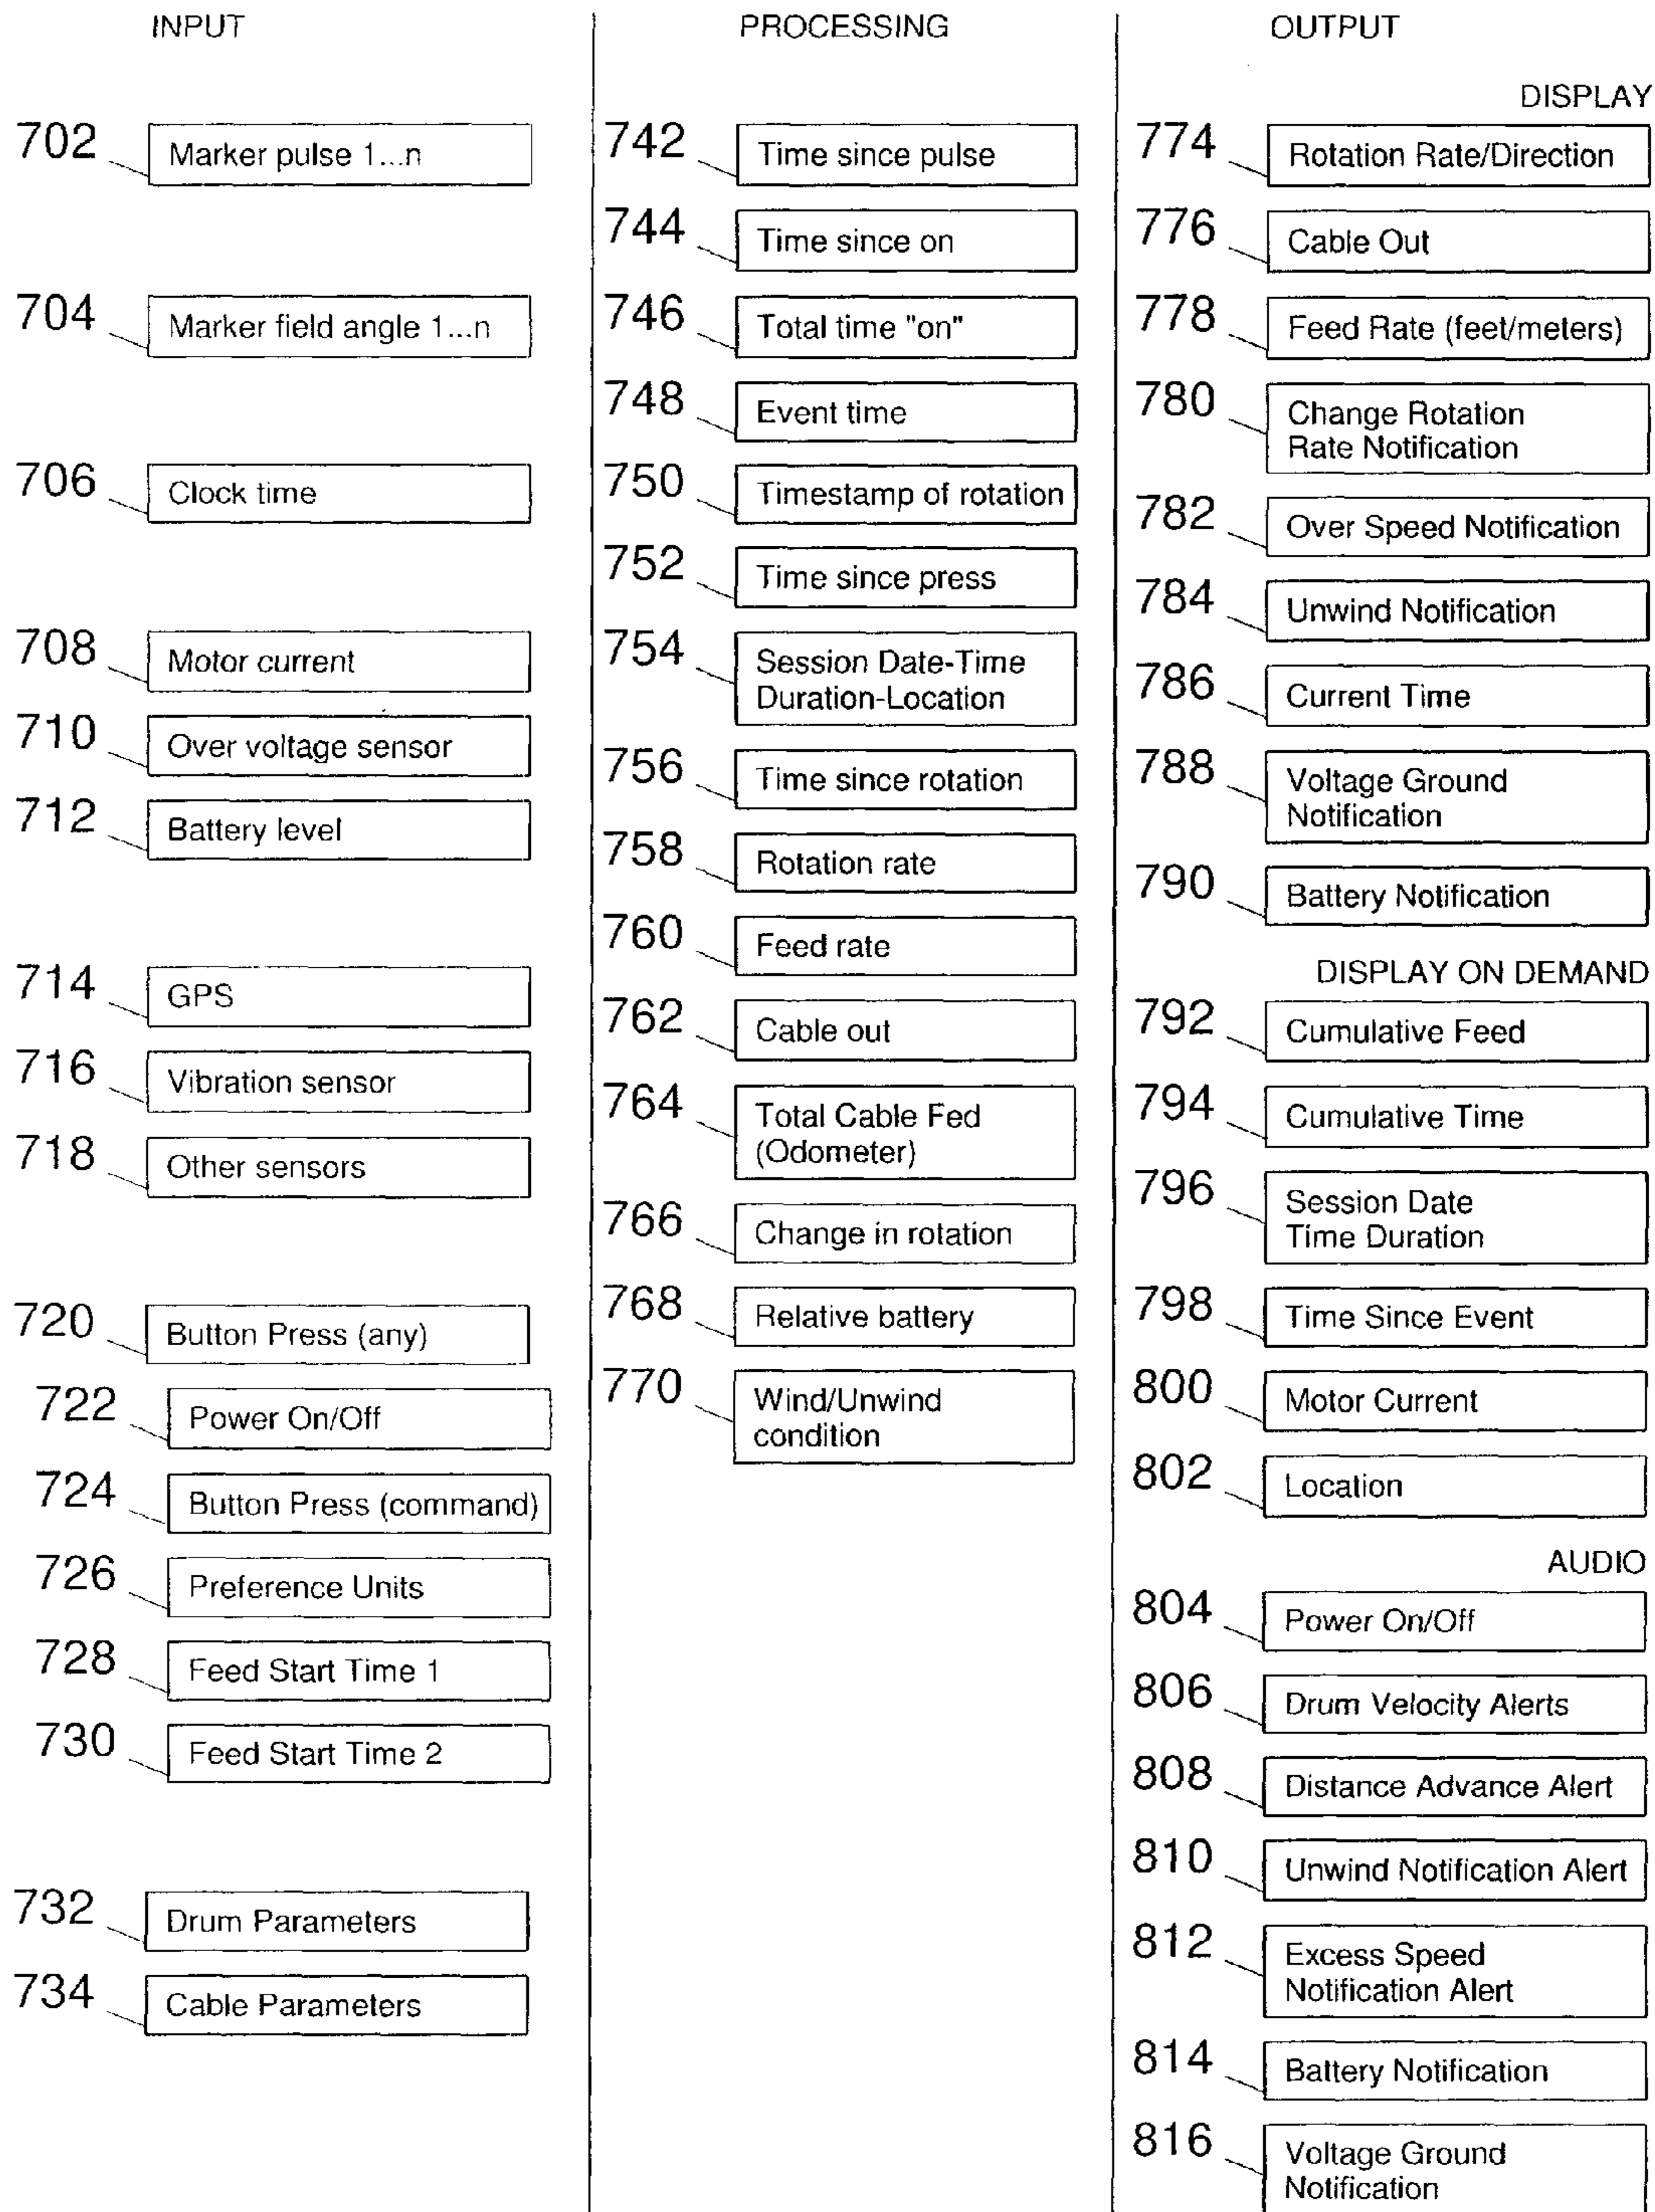 INPUT
702
Marker pulse 1...n
704
Marker field angle 1...n
706
Clock time
708
Motor current
710
Over voltage sensor
712
Battery level
714
GPS
716
Vibration sensor
718
Other sensors
720
Button Press (any)
722
Power On/Off
724
Button Press (command)
726
Preference Units
728
Feed Start Time 1
730
Feed Start Time 2
732
Drum Parameters
734
Cable Parameters
PROCESSING
742
Time since pulse
744
Time since on
746
Total time "on"
748
Event time
750
Timestamp of rotation
752
Time since press
754
Session Date-Time
Duration-Location
756
Time since rotation
758
Rotation rate
760
Feed rate
762
Cable out
764
Total Cable Fed
(Odometer)
766
Change in rotation
768
Relative battery
770
Wind/Unwind
condition
OUTPUT
DISPLAY
774
Rotation Rate/Direction
776
Cable Out
778
Feed Rate (feet/meters)
780
Change Rotation
Rate Notification
782
Over Speed Notification
784
Unwind Notification
786
Current Time
788
Voltage Ground
Notification
790
Battery Notification
DISPLAY ON DEMAND
792
Cumulative Feed
794
Cumulative Time
796
Session Date
Time Duration
798
Time Since Event
800
Motor Current
802
Location
AUDIO
804
Power On/Off
806
Drum Velocity Alerts
808
Distance Advance Alert
810
Unwind Notification Alert
812
Excess Speed
Notification Alert
814
Battery Notification
816
Voltage Ground
Notification